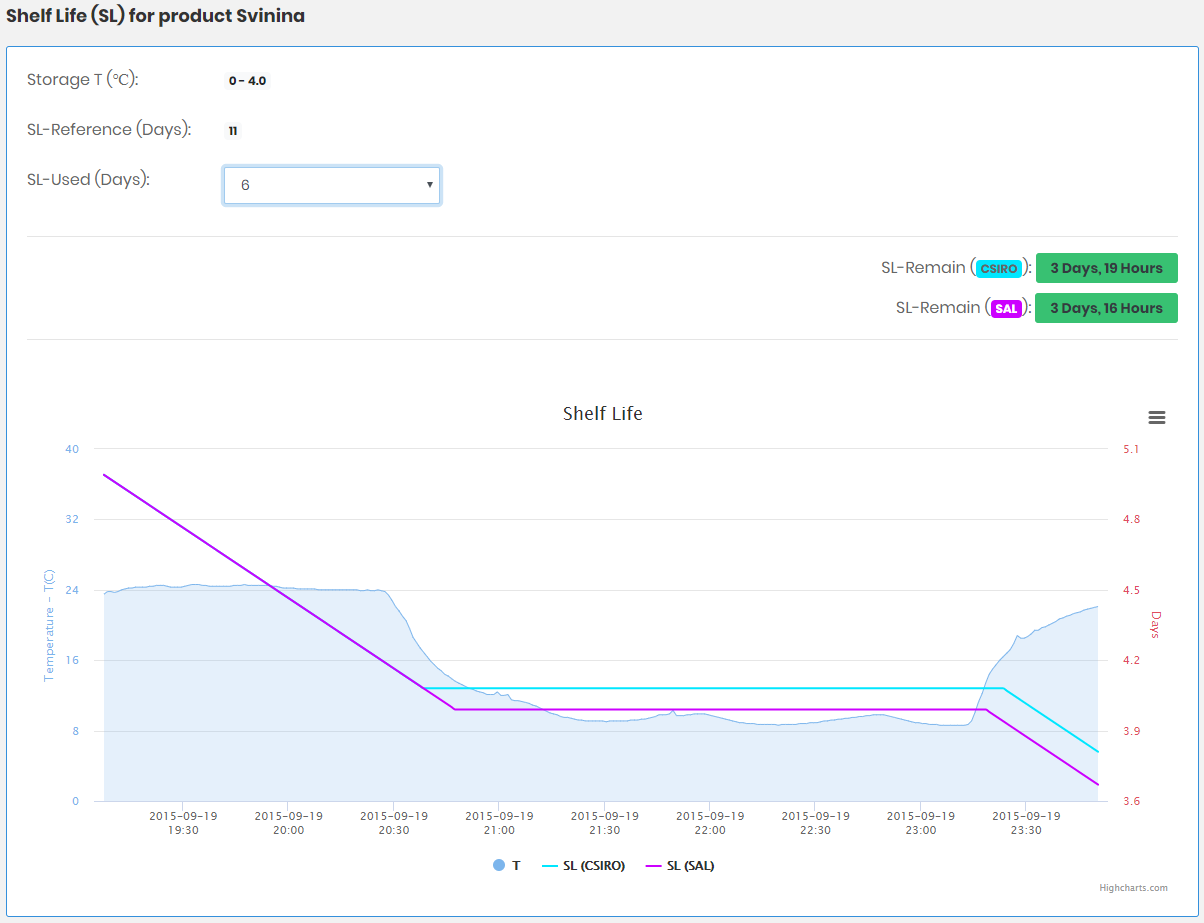 Shelf Life (SL) for product Svinina
Storage T (°C): 0 - 4.0
SL-Reference (Days): 11
SL-Used (Days): 6
SL-Remain (CSIRO): 3 Days, 19 Hours
SL-Remain (SAL): 3 Days, 16 Hours
Shelf Life
40 5.1
32 4.8
24 4.5
16 4.2
8 3.9
0 3.6
Temperature - T(C)
Days
2015-09-19 2015-09-19 2015-09-19 2015-09-19 2015-09-19 2015-09-19 2015-09-19 2015-09-19 2015-09-19
19:30 20:00 20:30 21:00 21:30 22:00 22:30 23:00 23:30
T SL (CSIRO) SL (SAL)
Highcharts.com